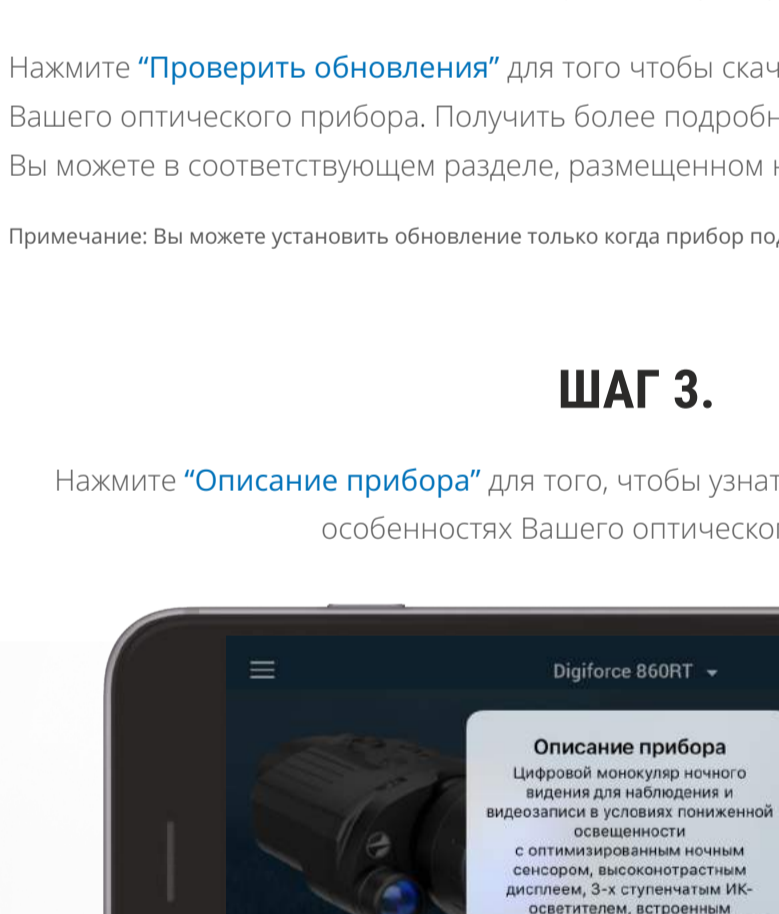 Нажмите “Проверить обновления” для того чтобы скач
Вашего оптического прибора. Получить более подробн
Вы можете в соответствующем разделе, размещенном н
Примечание: Вы можете установить обновление только когда прибор под
ШАГ 3.
Нажмите “Описание прибора” для того, чтобы узнат
особенностях Вашего оптическог
Digiforce 860RT
Описание прибора
Цифровой монокуляр ночного
видения для наблюдения и
видеозаписи в условиях пониженной
освещенности
с оптимизированным ночным
сенсором, высоконотрастным
дисплеем, 3-х ступенчатым ИК-
осветителем, встроенным